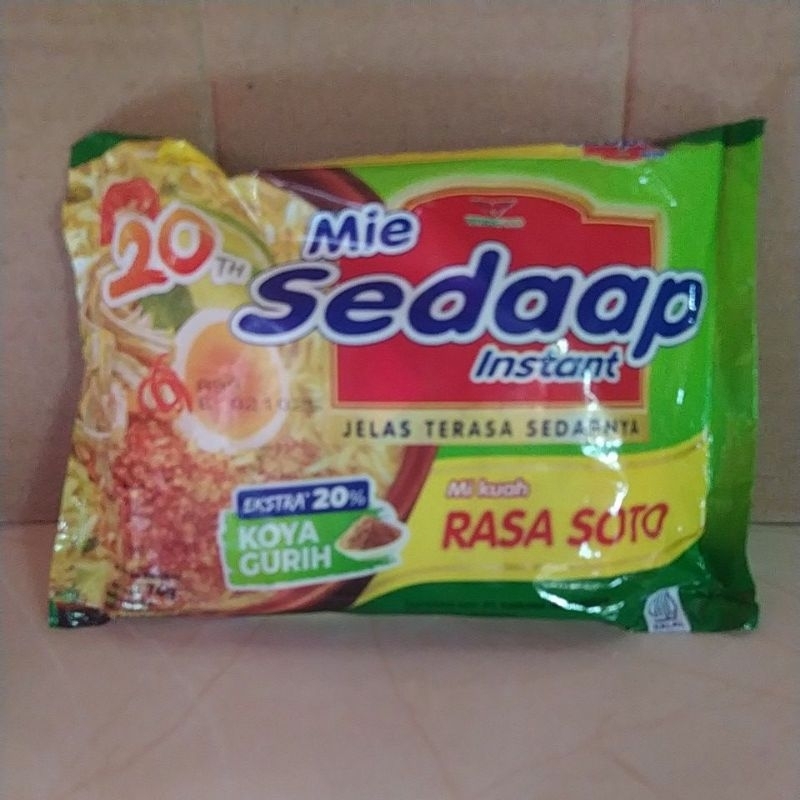 20TH
Mie
Sedaap
Instant
JELAS TERASA SEDAPNYA
EKSTRA* 20%
KOYA
GURIH
Mi kuah
RASA SOTO